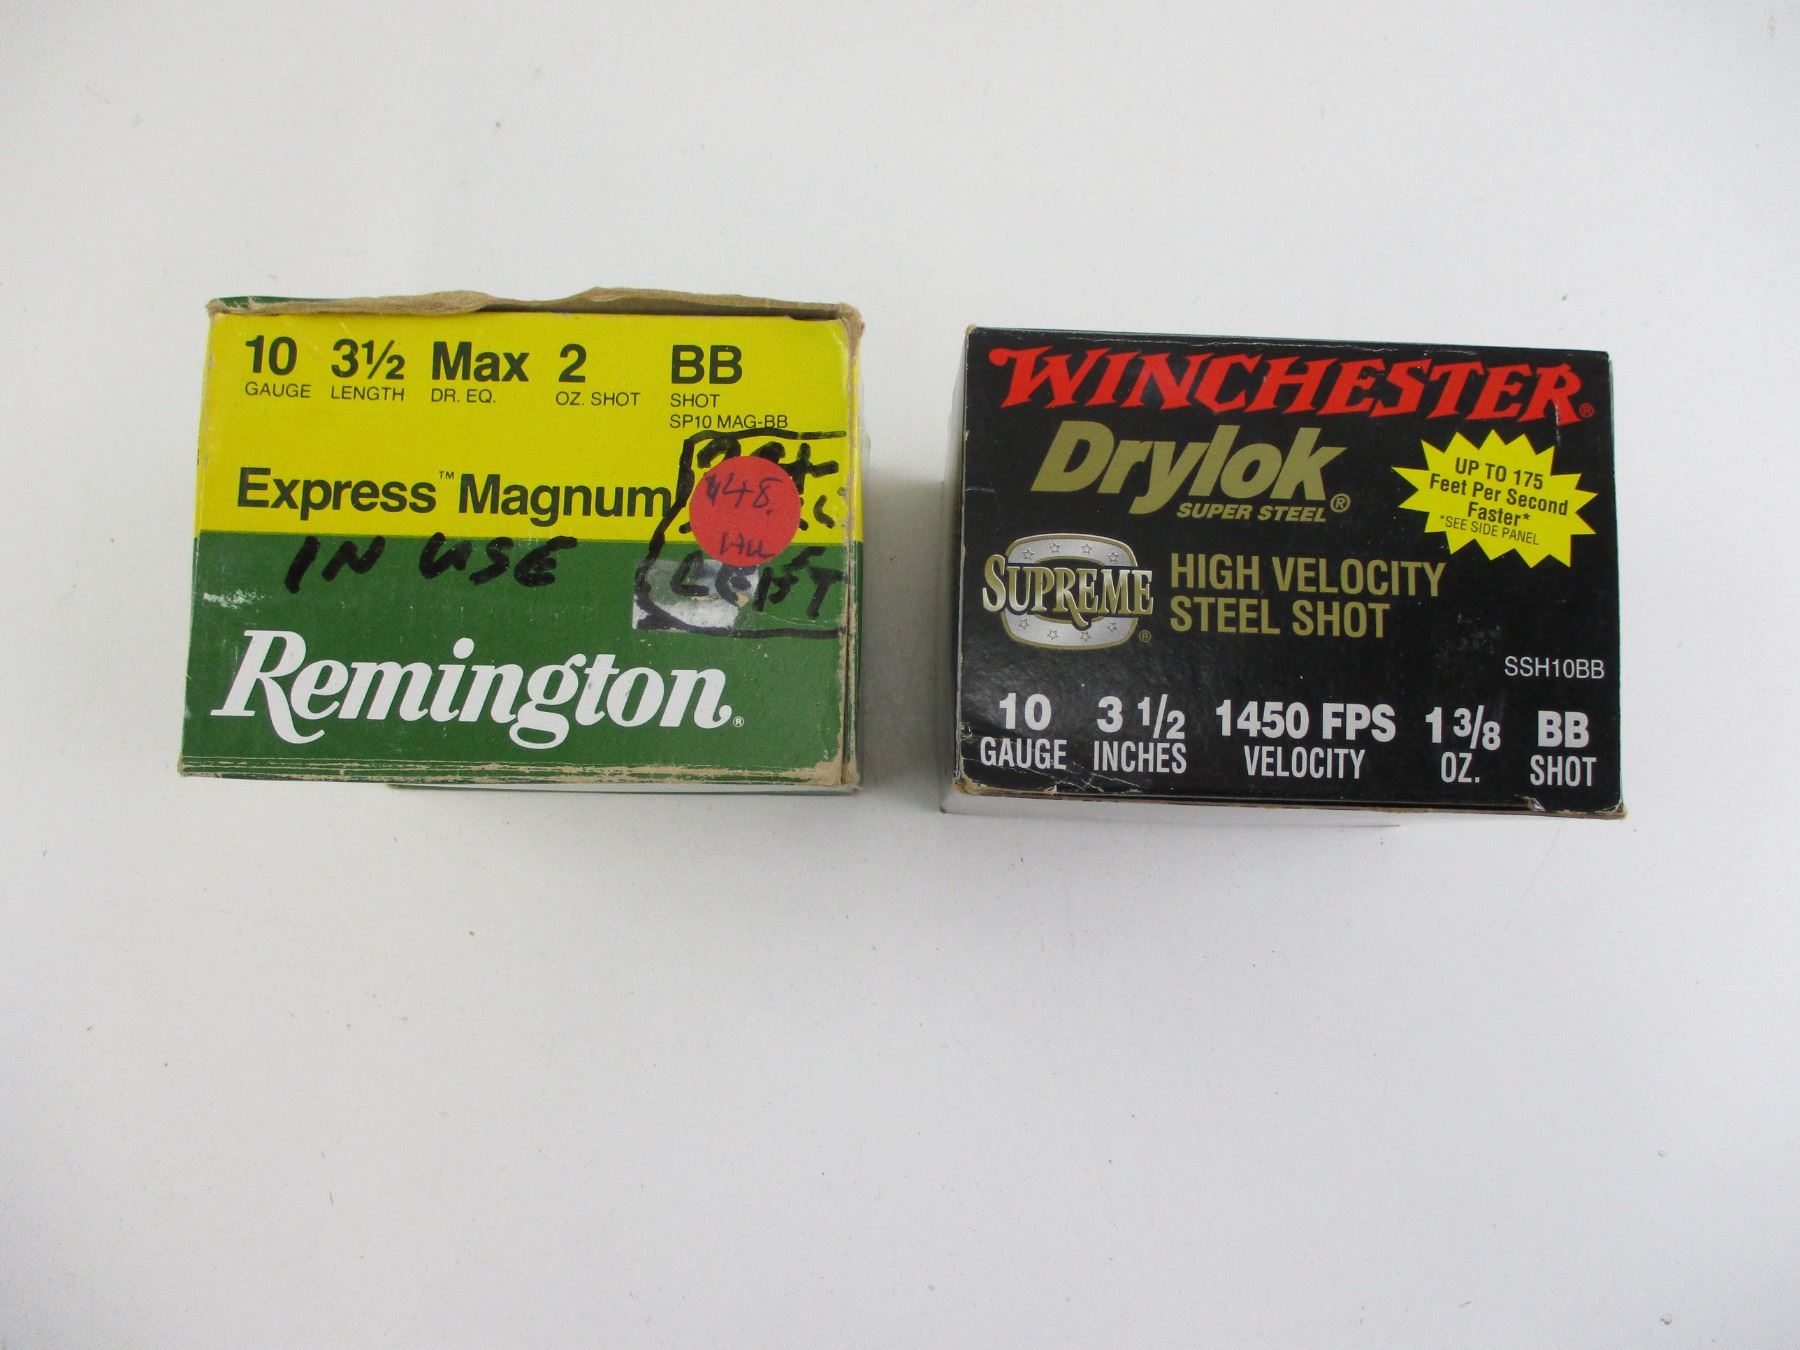 10 3½ Max 2 BB
GAUGE LENGTH DR. EQ. OZ. SHOT SHOT
SP10 MAG-BB
Express™ Magnum
IN USE
LEFT
Remington®
WINCHESTER®
Drylok®
SUPER STEEL
UP TO 175
Feet Per Second
Faster*
*SEE SIDE PANEL
SUPREME®
HIGH VELOCITY
STEEL SHOT
SSH10BB
10 3 1/2 1450 FPS 1 3/8 BB
GAUGE INCHES VELOCITY OZ. SHOT